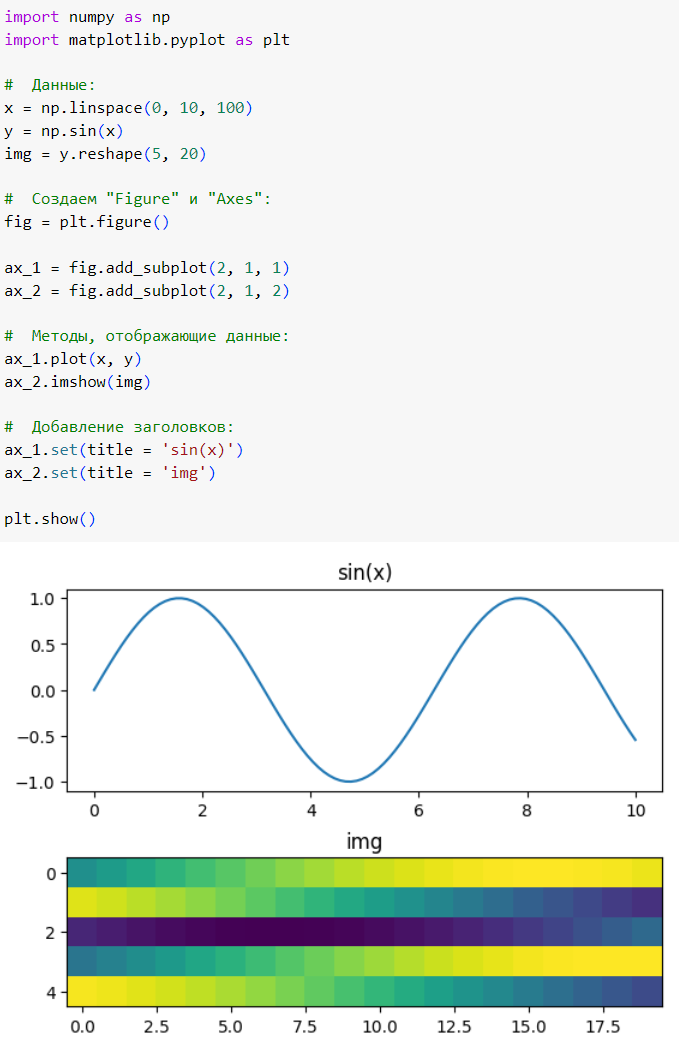 import numpy as np
import matplotlib.pyplot as plt
#  Данные:
x = np.linspace(0, 10, 100)
y = np.sin(x)
img = y.reshape(5, 20)
#  Создаем "Figure" и "Axes":
fig = plt.figure()
ax_1 = fig.add_subplot(2, 1, 1)
ax_2 = fig.add_subplot(2, 1, 2)
#  Методы, отображающие данные:
ax_1.plot(x, y)
ax_2.imshow(img)
#  Добавление заголовков:
ax_1.set(title = 'sin(x)')
ax_2.set(title = 'img')
plt.show()
sin(x)
1.0
0.5
0.0
−0.5
−1.0
0 2 4 6 8 10
img
0
2
4
0.0 2.5 5.0 7.5 10.0 12.5 15.0 17.5